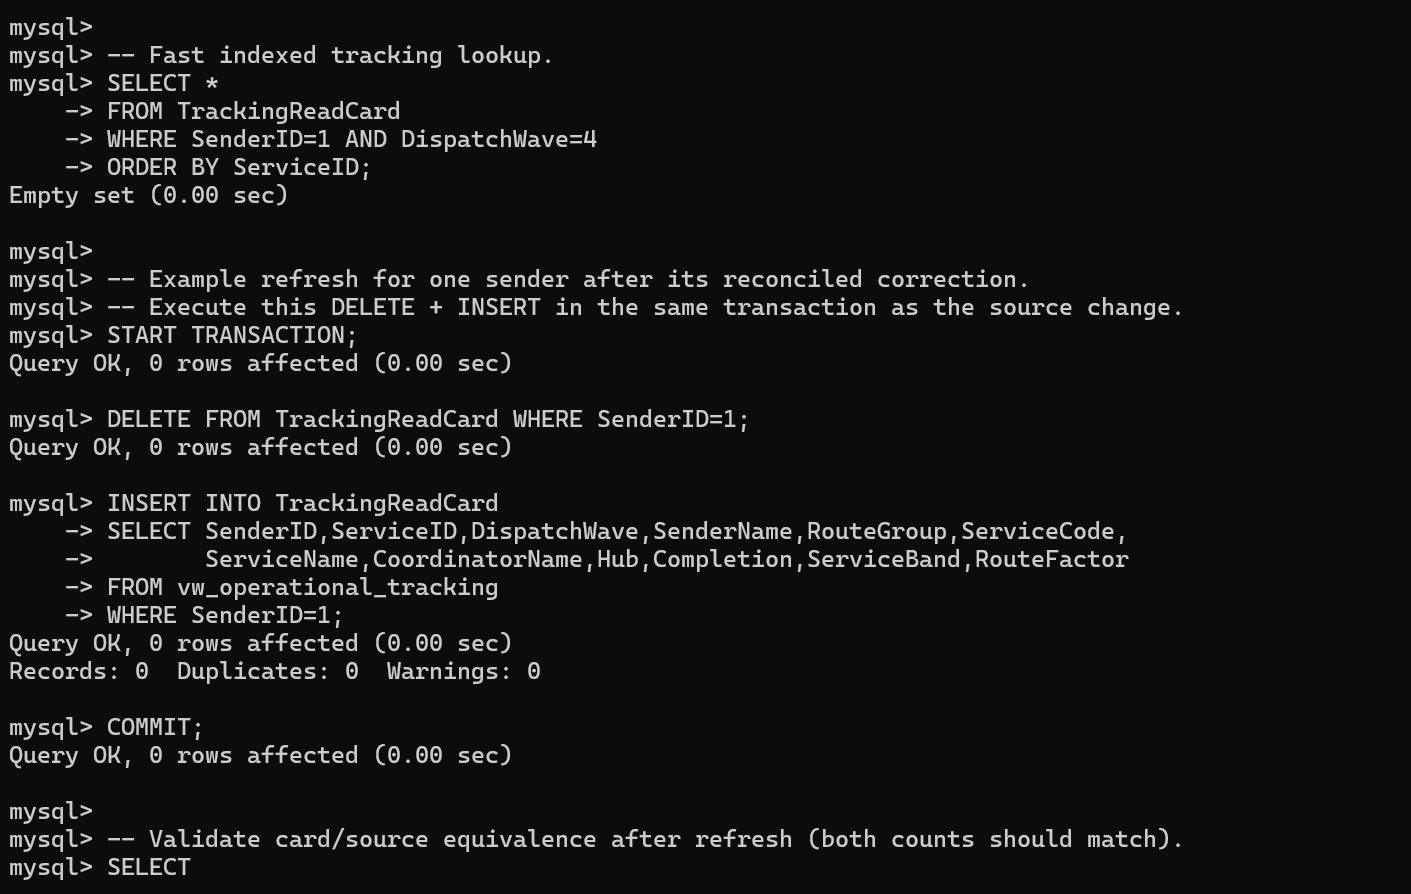 mysql>
mysql> -- Fast indexed tracking lookup.
mysql> SELECT *
    -> FROM TrackingReadCard
    -> WHERE SenderID=1 AND DispatchWave=4
    -> ORDER BY ServiceID;
Empty set (0.00 sec)

mysql>
mysql> -- Example refresh for one sender after its reconciled correction.
mysql> -- Execute this DELETE + INSERT in the same transaction as the source change.
mysql> START TRANSACTION;
Query OK, 0 rows affected (0.00 sec)

mysql> DELETE FROM TrackingReadCard WHERE SenderID=1;
Query OK, 0 rows affected (0.00 sec)

mysql> INSERT INTO TrackingReadCard
    -> SELECT SenderID,ServiceID,DispatchWave,SenderName,RouteGroup,ServiceCode,
    ->        ServiceName,CoordinatorName,Hub,Completion,ServiceBand,RouteFactor
    -> FROM vw_operational_tracking
    -> WHERE SenderID=1;
Query OK, 0 rows affected (0.00 sec)
Records: 0  Duplicates: 0  Warnings: 0

mysql> COMMIT;
Query OK, 0 rows affected (0.00 sec)

mysql>
mysql> -- Validate card/source equivalence after refresh (both counts should match).
mysql> SELECT